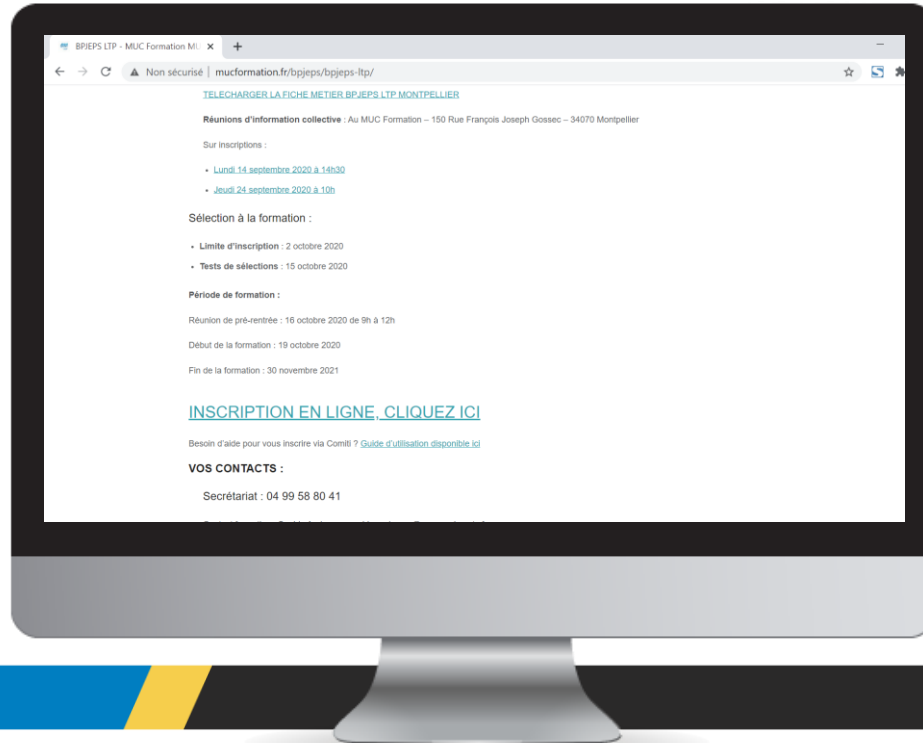 BPJEPS LTP - MUC Formation MU
Non sécurisé | mucformation.fr/bpjeps/bpjeps-ltp/
TELECHARGER LA FICHE METIER BPJEPS LTP MONTPELLIER
Réunions d'information collective : Au MUC Formation – 150 Rue François Joseph Gossec – 34070 Montpellier
Sur inscriptions :
• Lundi 14 septembre 2020 à 14h30
• Jeudi 24 septembre 2020 à 10h
Sélection à la formation :
• Limite d'inscription : 2 octobre 2020
• Tests de sélections : 15 octobre 2020
Période de formation :
Réunion de pré-rentrée : 16 octobre 2020 de 9h à 12h
Début de la formation : 19 octobre 2020
Fin de la formation : 30 novembre 2021
INSCRIPTION EN LIGNE, CLIQUEZ ICI
Besoin d'aide pour vous inscrire via Comiti ? Guide d'utilisation disponible ici
VOS CONTACTS :
Secrétariat : 04 99 58 80 41